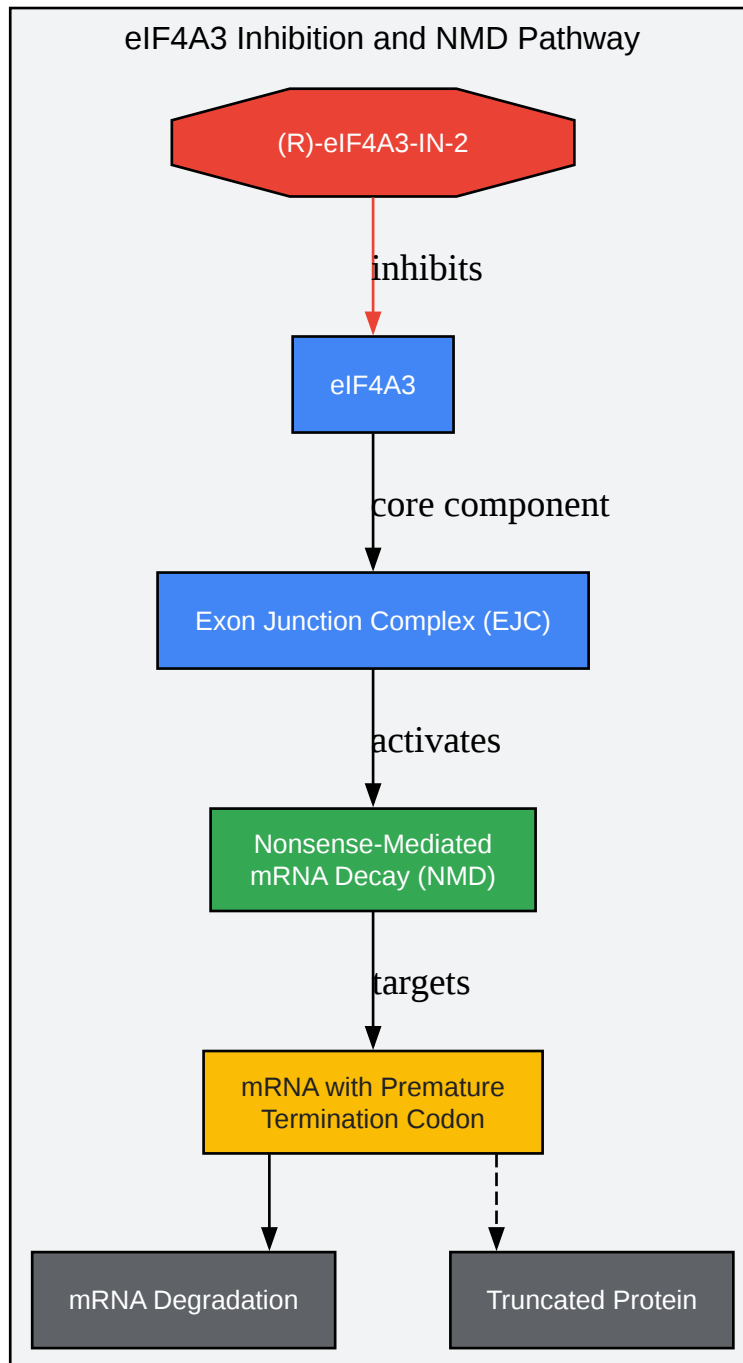 eIF4A3 Inhibition and NMD Pathway
(R)-eIF4A3-IN-2
inhibits
eIF4A3
core component
Exon Junction Complex (EJC)
activates
Nonsense-Mediated
mRNA Decay (NMD)
targets
mRNA with Premature
Termination Codon
mRNA Degradation
Truncated Protein